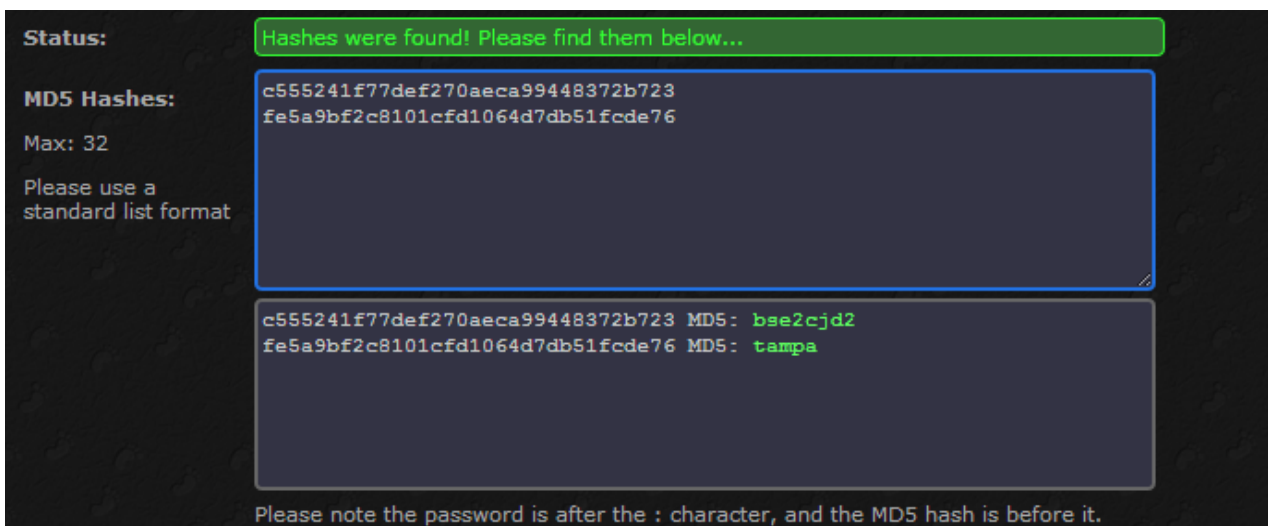 Status:
Hashes were found! Please find them below...
MD5 Hashes:
Max: 32
Please use a
standard list format
c555241f77def270aeca99448372b723
fe5a9bf2c8101cfd1064d7db51fcde76
c555241f77def270aeca99448372b723 MD5: bse2cjd2
fe5a9bf2c8101cfd1064d7db51fcde76 MD5: tampa
Please note the password is after the : character, and the MD5 hash is before it.